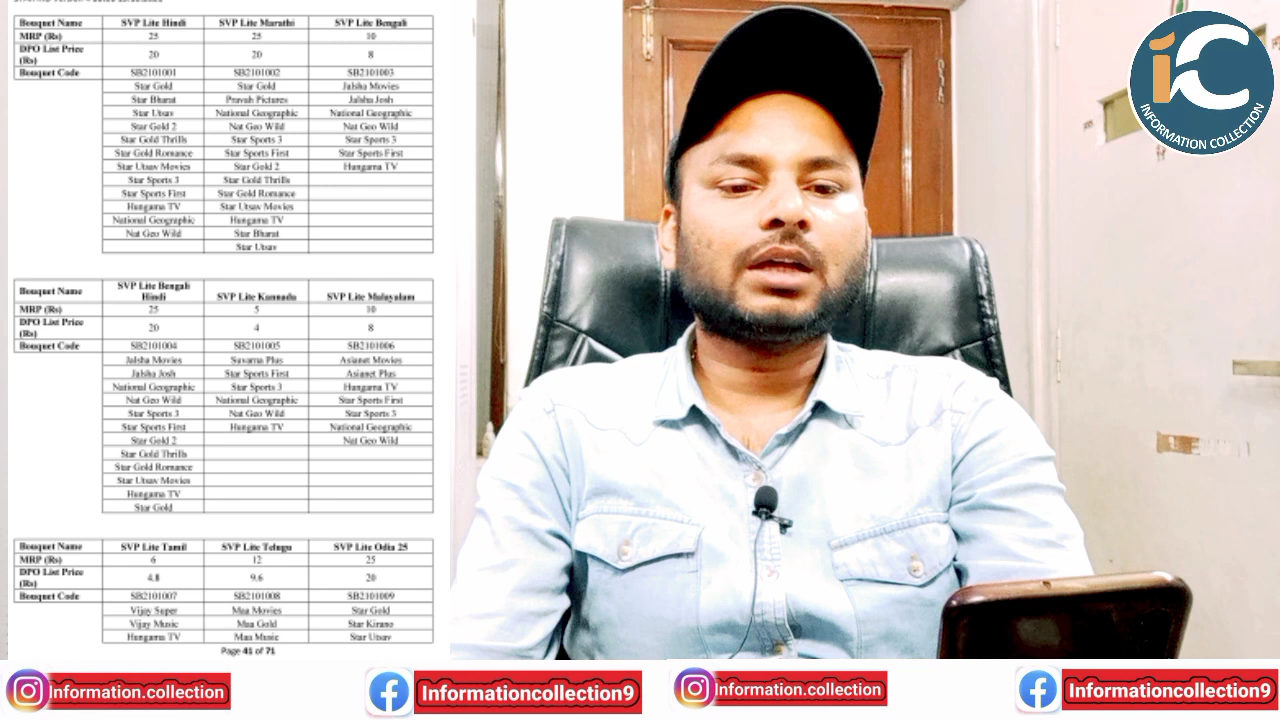 Bouquet Name SVP Lite Hindi SVP Lite Marathi SVP Lite Bengali
MRP (Rs) 25 25 10
DPO List Price (Rs) 20 20 8
Bouquet Code SB2101001 SB2101002 SB2101003
Star Gold Star Gold Jalsha Movies
Star Bharat Pravah Pictures Jalsha Josh
Star Utsav National Geographic National Geographic
Star Gold 2 Nat Geo Wild Nat Geo Wild
Star Gold Thrills Star Sports 3 Star Sports 3
Star Gold Romance Star Sports First Star Sports First
Star Utsav Movies Star Gold 2 Hungama TV
Star Sports 3 Star Gold Thrills
Star Sports First Star Gold Romance
Hungama TV Star Utsav Movies
National Geographic Hungama TV
Nat Geo Wild Star Bharat
Star Utsav
Bouquet Name SVP Lite Bengali Hindi SVP Lite Kannada SVP Lite Malayalam
MRP (Rs) 25 5 10
DPO List Price (Rs) 20 4 8
Bouquet Code SB2101004 SB2101005 SB2101006
Jalsha Movies Suvarna Plus Asianet Movies
Jalsha Josh Star Sports First Asianet Plus
National Geographic Star Sports 3 Hungama TV
Nat Geo Wild National Geographic Star Sports First
Star Sports 3 Nat Geo Wild Star Sports 3
Star Sports First Hungama TV National Geographic
Star Gold 2 Nat Geo Wild
Star Gold Thrills
Star Gold Romance
Star Utsav Movies
Hungama TV
Star Gold
Bouquet Name SVP Lite Tamil SVP Lite Telugu SVP Lite Odia 25
MRP (Rs) 6 12 25
DPO List Price (Rs) 4.8 9.6 20
Bouquet Code SB2101007 SB2101008 SB2101009
Vijay Super Maa Movies Star Gold
Vijay Music Maa Gold Star Kirano
Hungama TV Maa Music Star Utsav
Page 41 of 71
iC
INFORMATION COLLECTION
Information.collection
Informationcollection9
Information.collection
Informationcollection9